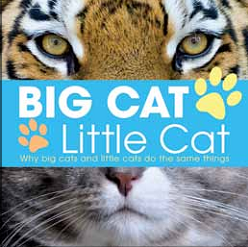 BIG CAT
Little Cat
Why big cats and little cats do the same things